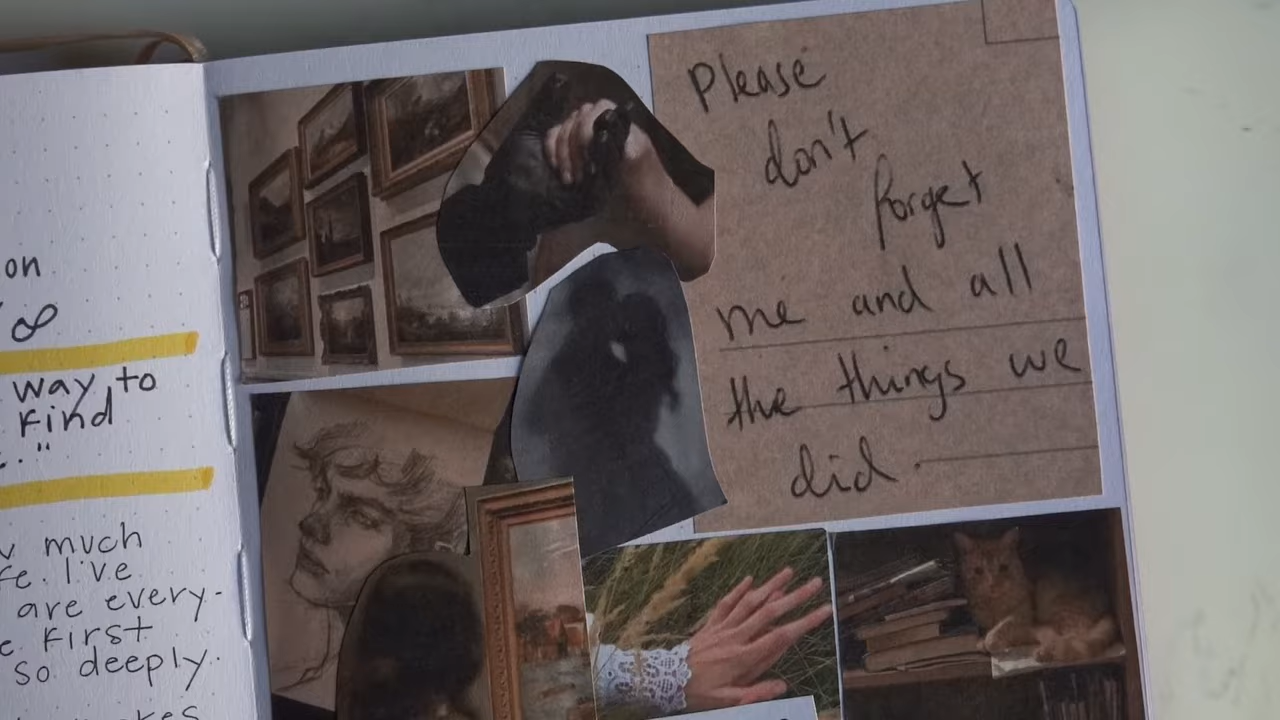 on
∞
way to
find
."
much
I've
are every-
first
so deeply.
Please
don't
forget
me and all
the things we
did.